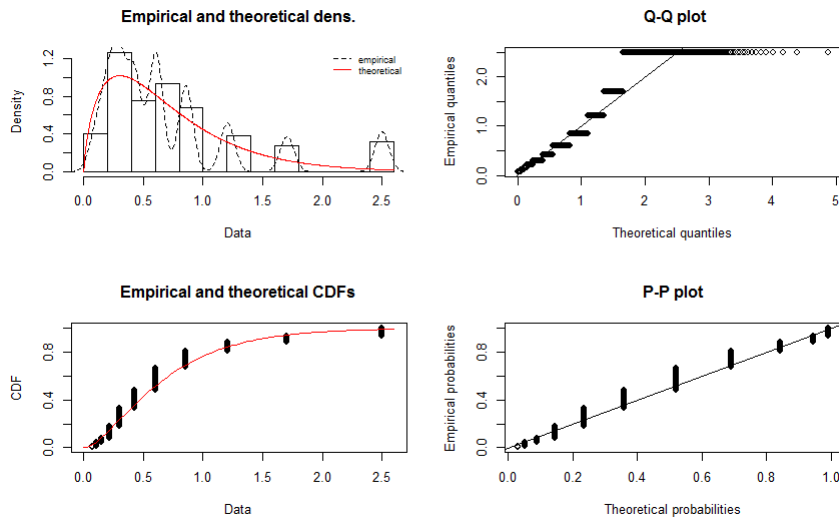 Empirical and theoretical dens.
Density
0.0 0.4 0.8 1.2
empirical
theoretical
0.0 0.5 1.0 1.5 2.0 2.5
Data
Q-Q plot
Empirical quantiles
0.0 1.0 2.0
0 1 2 3 4 5
Theoretical quantiles
Empirical and theoretical CDFs
CDF
0.0 0.4 0.8
0.0 0.5 1.0 1.5 2.0 2.5
Data
P-P plot
Empirical probabilities
0.0 0.4 0.8
0.0 0.2 0.4 0.6 0.8 1.0
Theoretical probabilities